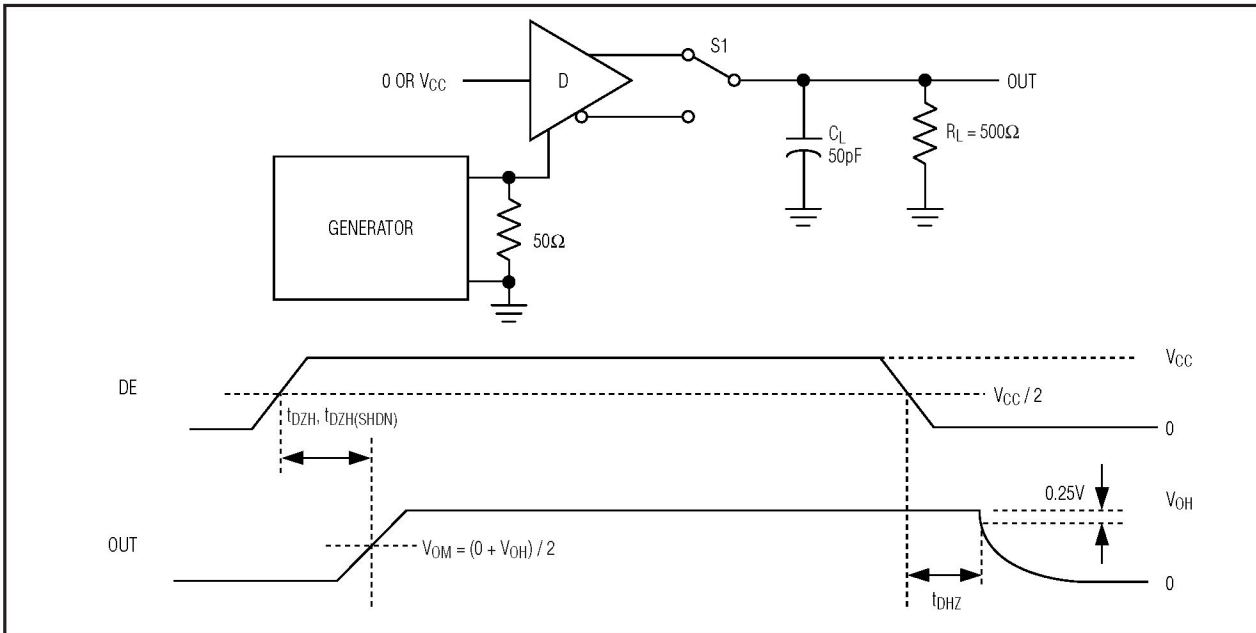 S1
0 OR VCC
D
OUT
CL
50pF
RL = 500Ω
GENERATOR
50Ω
VCC
DE
VCC / 2
tDZH, tDZH(SHDN)
0
0.25V
VOH
OUT
VOM = (0 + VOH) / 2
0
tDHZ